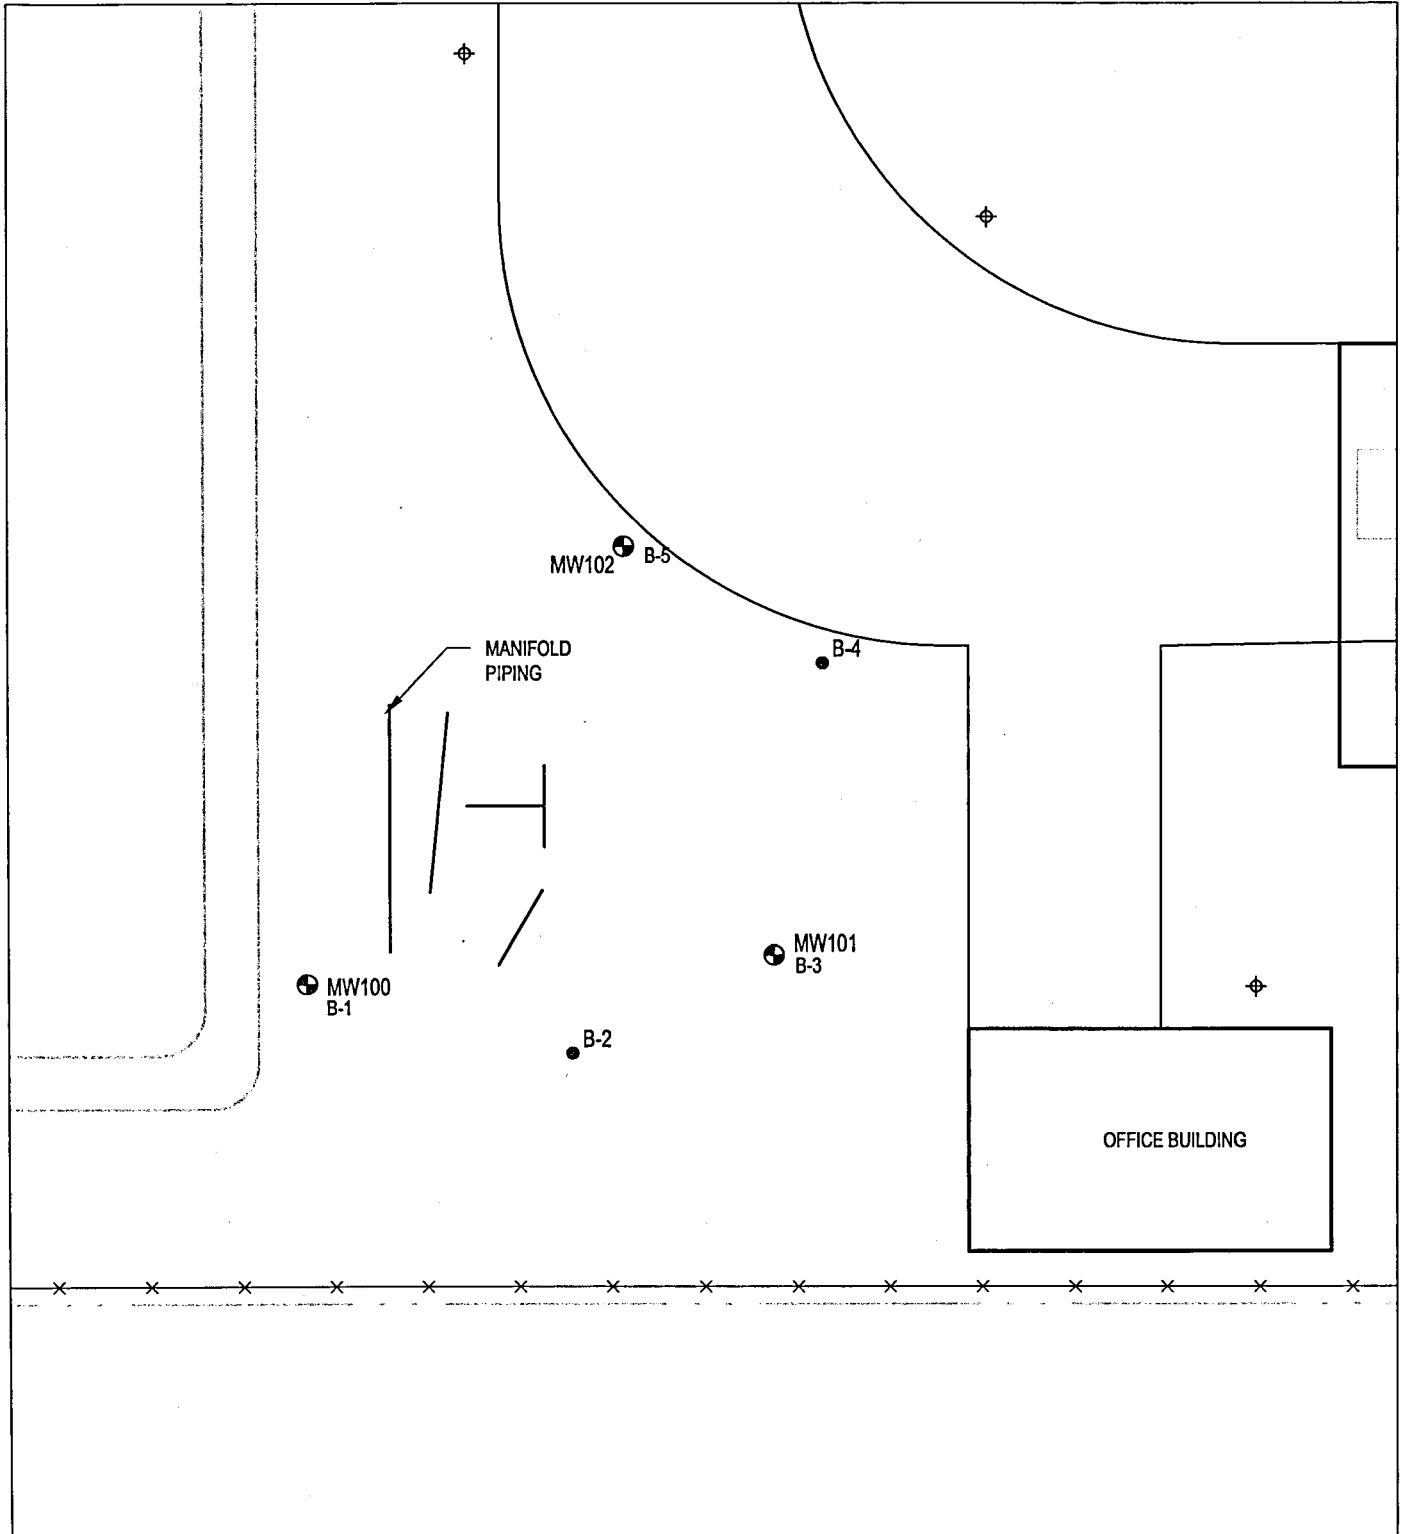 MW102
B-5
MANIFOLD
PIPING
B-4
MW101
B-3
MW100
B-1
B-2
OFFICE BUILDING